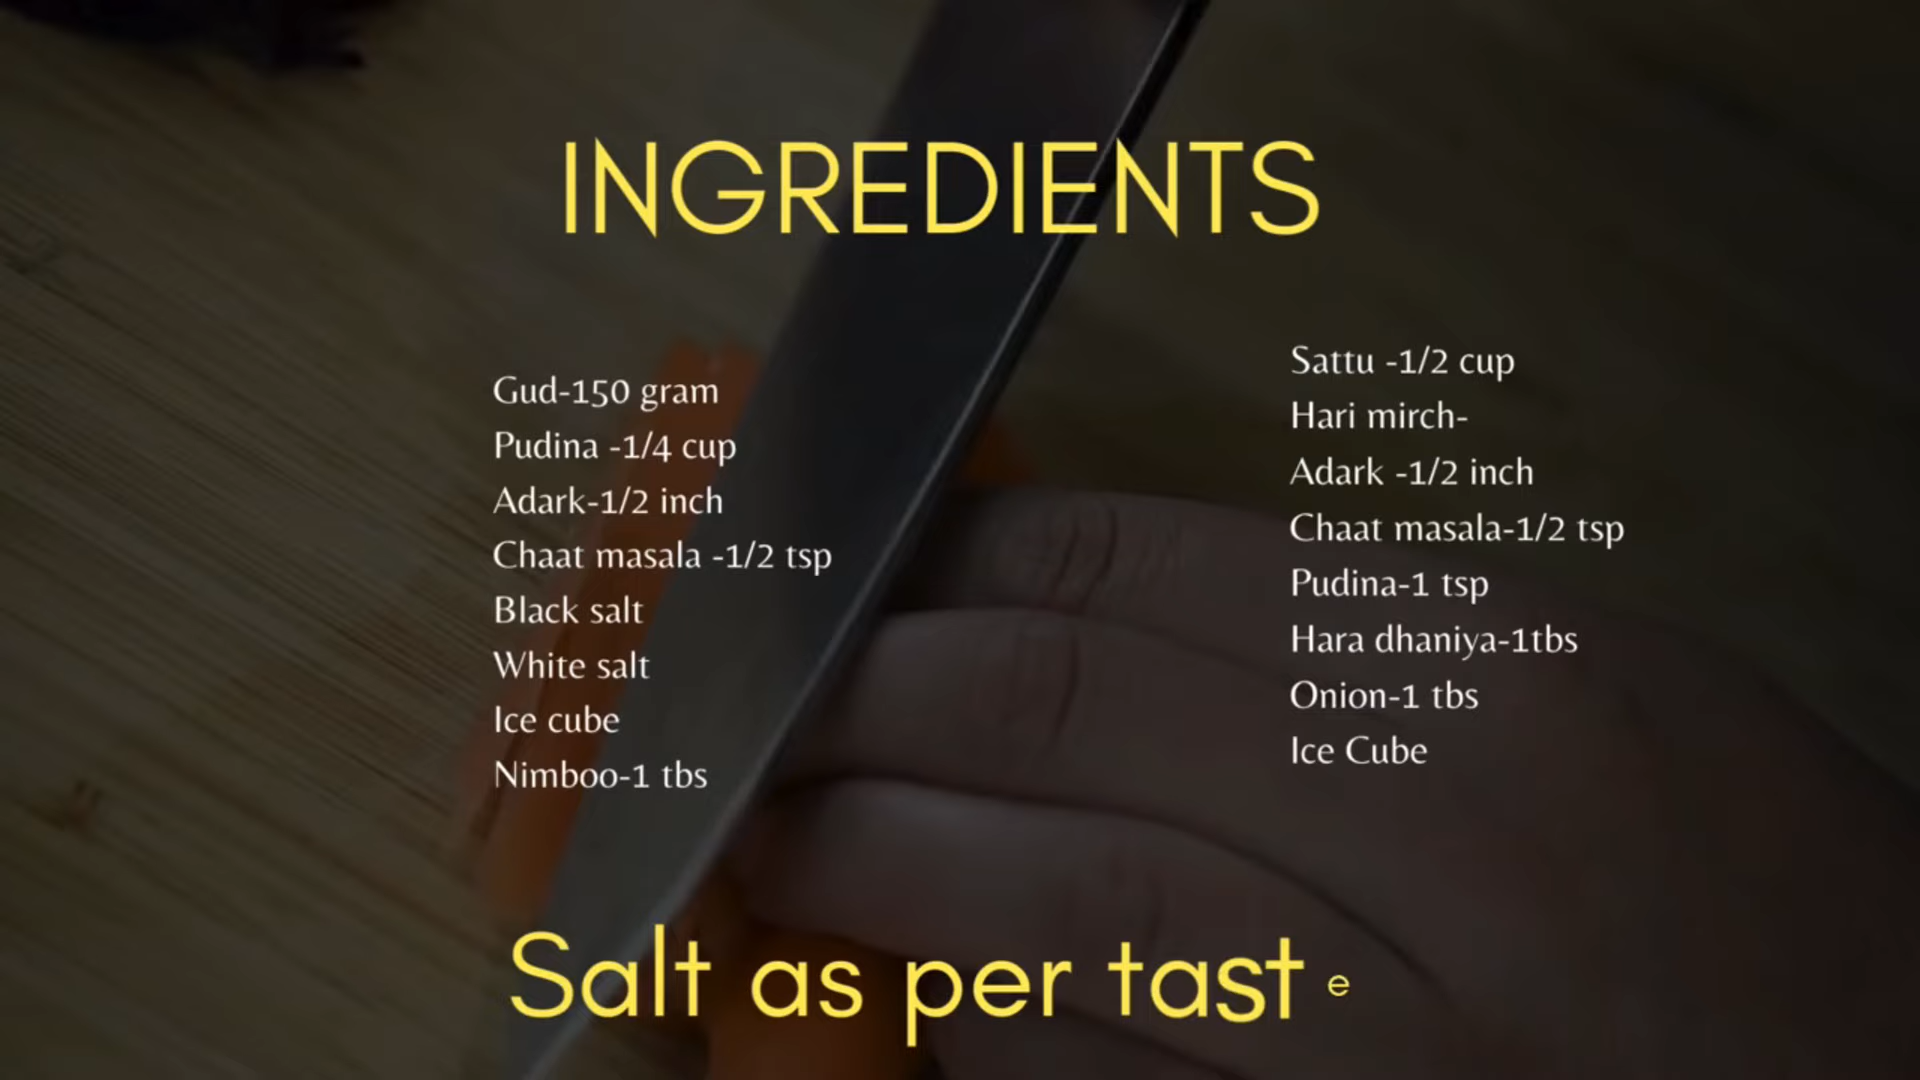 INGREDIENTS
Gud-150 gram
Pudina -1/4 cup
Adark-1/2 inch
Chaat masala -1/2 tsp
Black salt
White salt
Ice cube
Nimboo-1 tbs
Sattu -1/2 cup
Hari mirch-
Adark -1/2 inch
Chaat masala-1/2 tsp
Pudina-1 tsp
Hara dhaniya-1tbs
Onion-1 tbs
Ice Cube
Salt as per taste